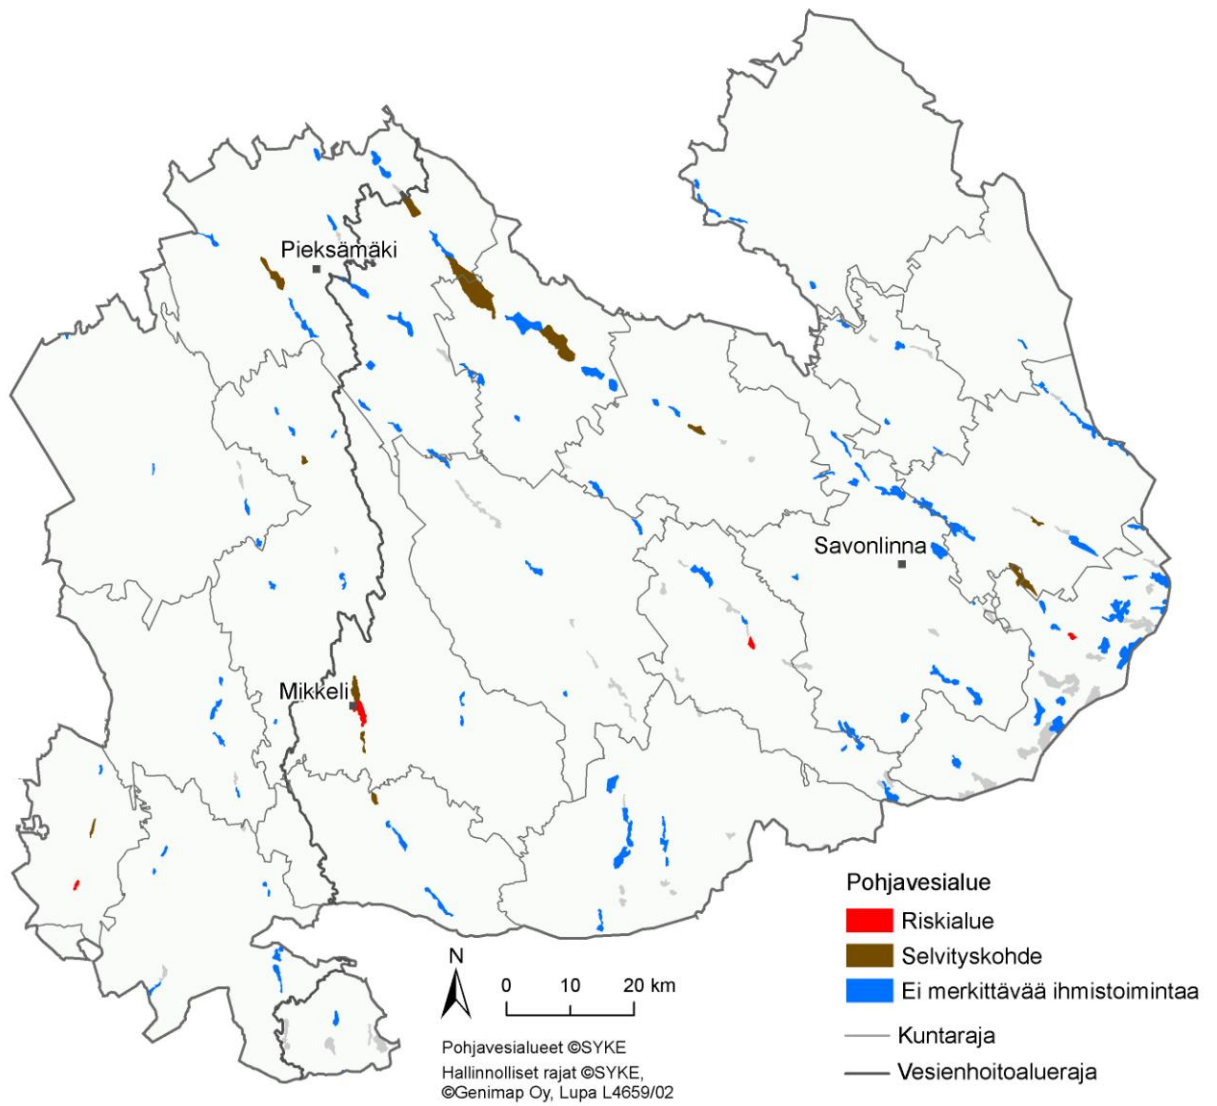 Pieksämäki
Savonlinna
Mikkeli
Pohjavesialue
Riskialue
Selvityskohde
Ei merkittävää ihmistoimintaa
Kuntaraja
Vesienhoitoalueraja
N
0 10 20 km
Pohjavesialueet ©SYKE
Hallinnolliset rajat ©SYKE,
©Genimap Oy, Lupa L4659/02